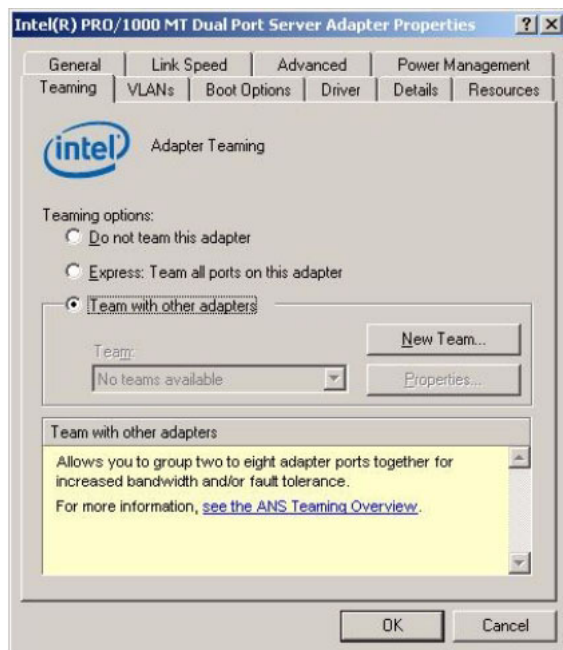 Intel(R) PRO/1000 MT Dual Port Server Adapter Properties ? X
General Link Speed Advanced Power Management
Teaming VLANs Boot Options Driver Details Resources
intel Adapter Teaming
Teaming options:
Do not team this adapter
Express: Team all ports on this adapter
Team with other adapters
New Team...
Team:
No teams available
Properties...
Team with other adapters
Allows you to group two to eight adapter ports together for
increased bandwidth and/or fault tolerance.
For more information, see the ANS Teaming Overview.
OK Cancel